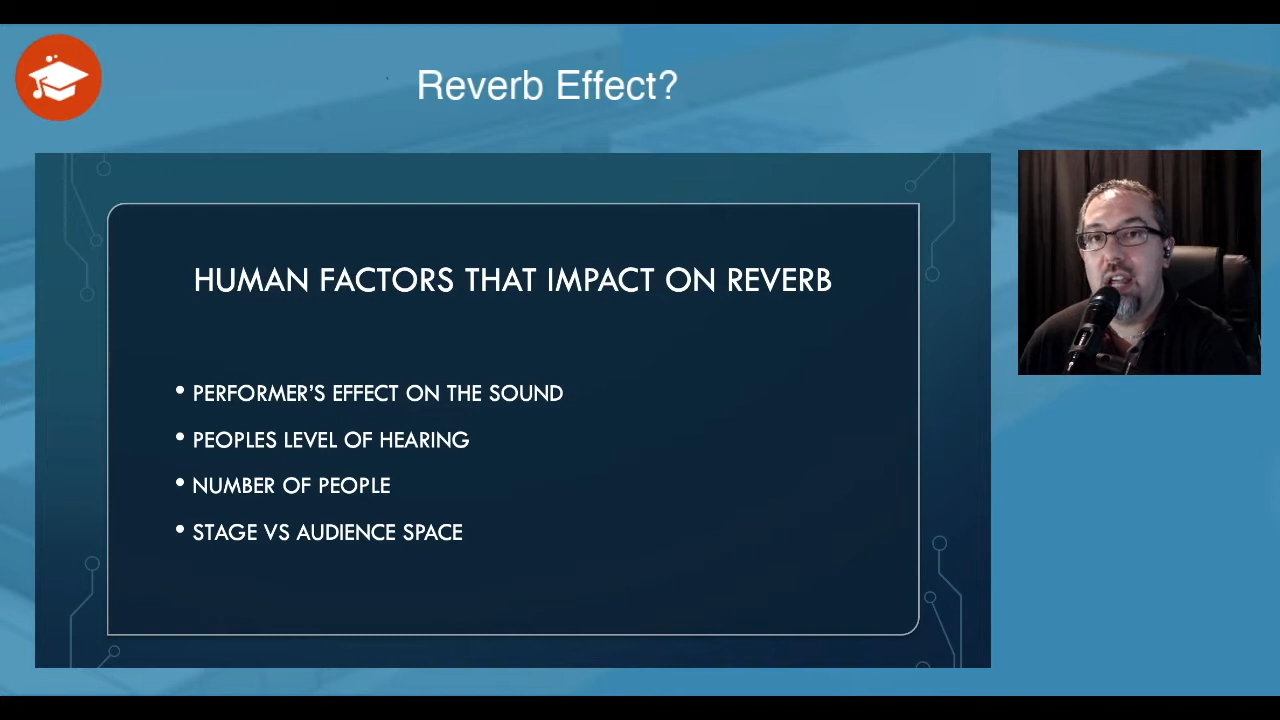 Reverb Effect?
HUMAN FACTORS THAT IMPACT ON REVERB
• PERFORMER'S EFFECT ON THE SOUND
• PEOPLES LEVEL OF HEARING
• NUMBER OF PEOPLE
• STAGE VS AUDIENCE SPACE